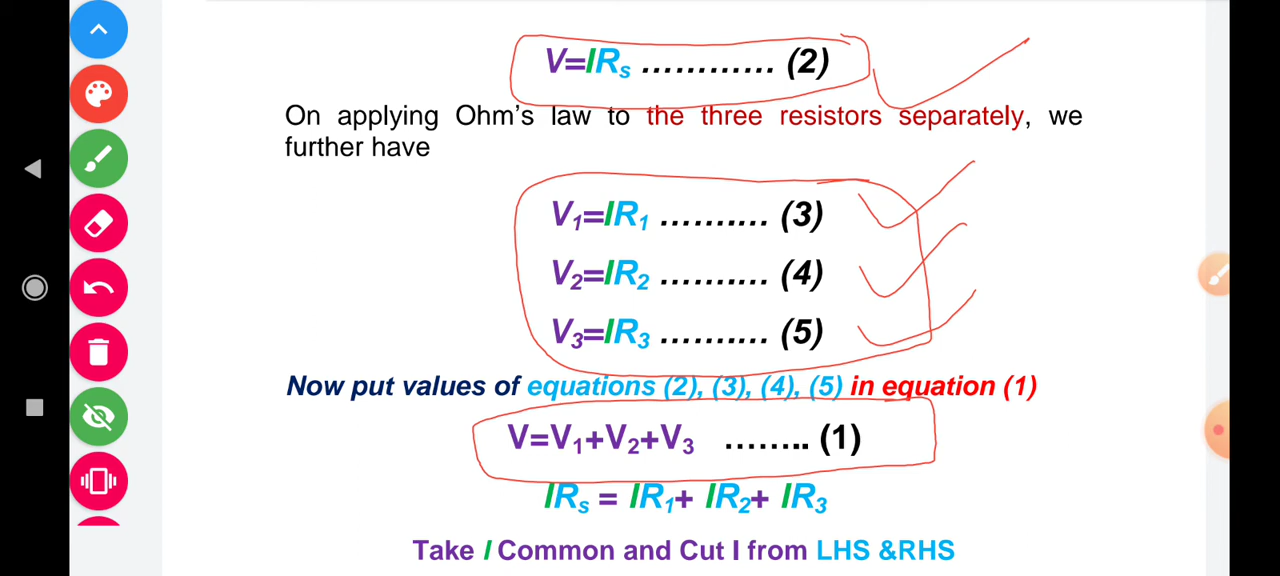 V=IRs ............ (2)
On applying Ohm's law to the three resistors separately, we
further have
V1=IR1 .......... (3)
V2=IR2 .......... (4)
V3=IR3 .......... (5)
Now put values of equations (2), (3), (4), (5) in equation (1)
V=V1+V2+V3 ........ (1)
IRs = IR1+ IR2+ IR3
Take I Common and Cut I from LHS &RHS